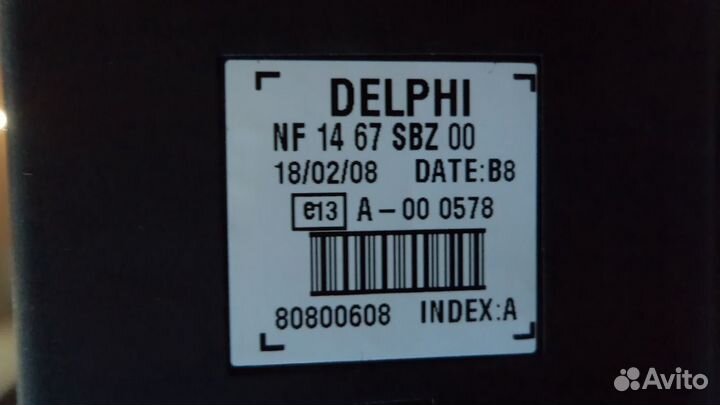 DELPHI
NF 14 67 SBZ 00
18/02/08 DATE:B8
e13 A-00 0578
80800608 INDEX:A
Avito